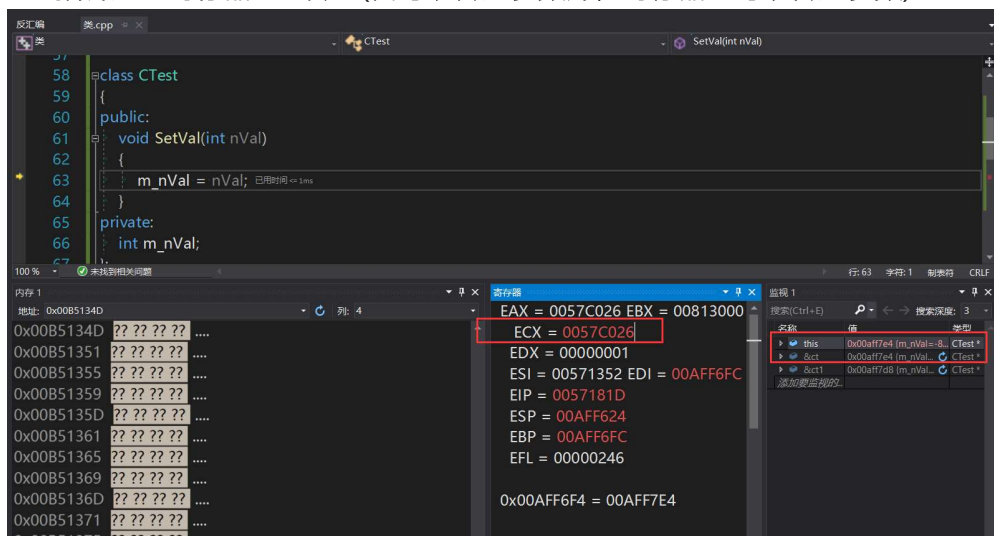 反汇编 类.cpp
类 CTest SetVal(int nVal)
57
58 class CTest
59 {
60 public:
61 void SetVal(int nVal)
62 {
63 m_nVal = nVal; 已用时间 <= 1ms
64 }
65 private:
66 int m_nVal;
67 };
100 % 未找到相关问题 行: 63 字符: 1 制表符 CRLF
内存 1
地址: 0x00B5134D 列: 4
0x00B5134D ?? ?? ?? ?? ....
0x00B51351 ?? ?? ?? ?? ....
0x00B51355 ?? ?? ?? ?? ....
0x00B51359 ?? ?? ?? ?? ....
0x00B5135D ?? ?? ?? ?? ....
0x00B51361 ?? ?? ?? ?? ....
0x00B51365 ?? ?? ?? ?? ....
0x00B51369 ?? ?? ?? ?? ....
0x00B5136D ?? ?? ?? ?? ....
0x00B51371 ?? ?? ?? ?? ....
寄存器
EAX = 0057C026 EBX = 00813000
ECX = 0057C026
EDX = 00000001
ESI = 00571352 EDI = 00AFF6FC
EIP = 0057181D
ESP = 00AFF624
EBP = 00AFF6FC
EFL = 00000246
0x00AFF6F4 = 00AFF7E4
监视 1
搜索(Ctrl+E) 搜索深度: 3
名称 值 类型
this 0x00aff7e4 {m_nVal=-8... CTest *
&ct 0x00aff7e4 {m_nVal... CTest *
&ct1 0x00aff7d8 {m_nVal... CTest *
添加要监视的...